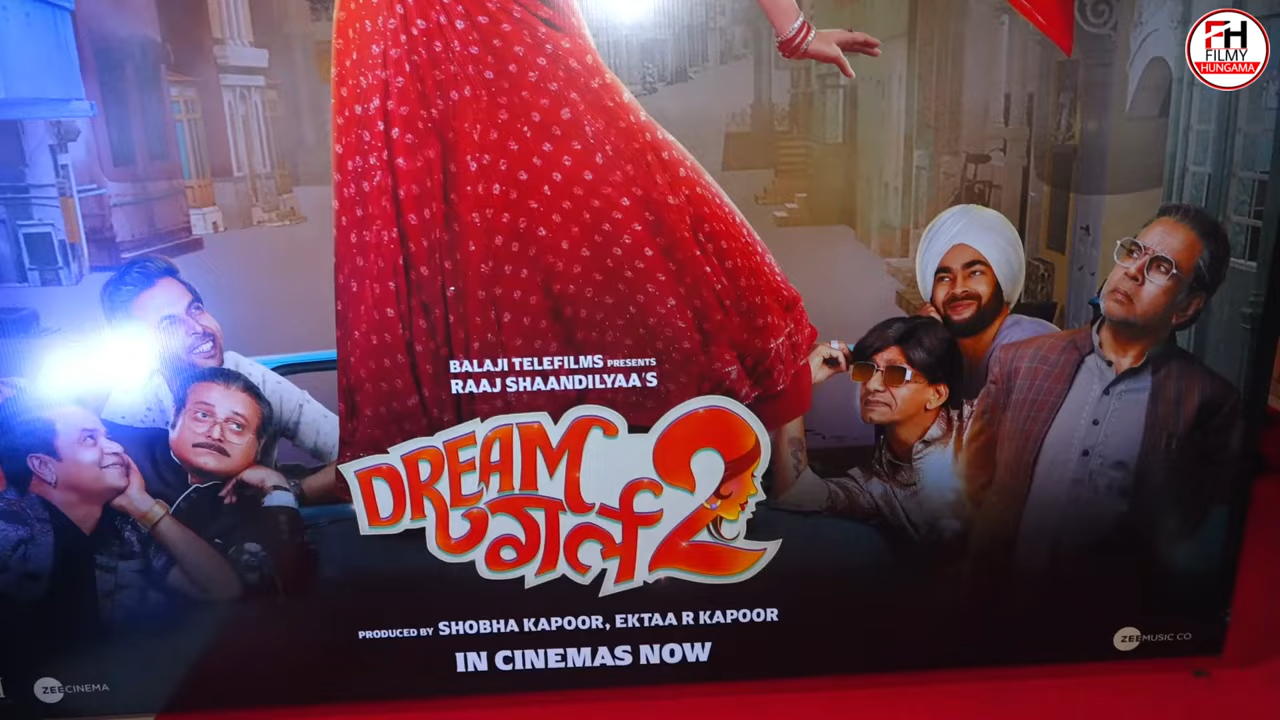 FH
FILMY
HUNGAMA
BALAJI TELEFILMS PRESENTS
RAAJ SHAANDILYAA'S
DREAM
गर्ल 2
PRODUCED BY SHOBHA KAPOOR, EKTAA R KAPOOR
IN CINEMAS NOW
ZEE MUSIC CO
ZEE CINEMA